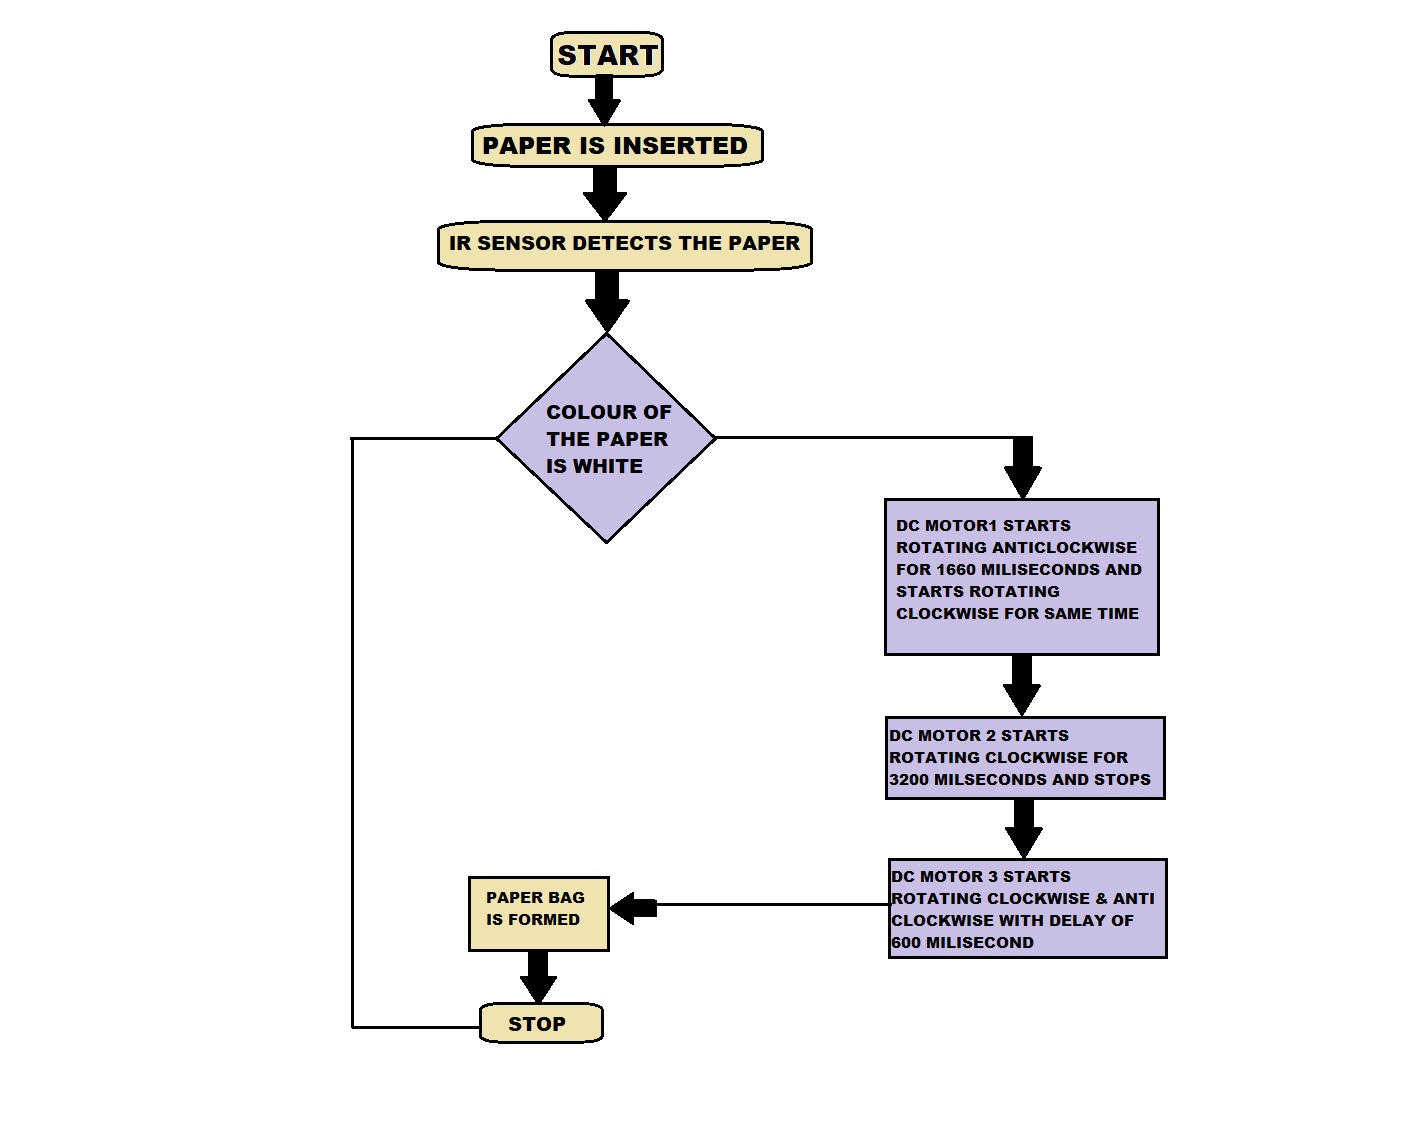 START
PAPER IS INSERTED
IR SENSOR DETECTS THE PAPER
COLOUR OF
THE PAPER
IS WHITE
DC MOTOR1 STARTS
ROTATING ANTICLOCKWISE
FOR 1660 MILISECONDS AND
STARTS ROTATING
CLOCKWISE FOR SAME TIME
DC MOTOR 2 STARTS
ROTATING CLOCKWISE FOR
3200 MILSECONDS AND STOPS
DC MOTOR 3 STARTS
ROTATING CLOCKWISE & ANTI
CLOCKWISE WITH DELAY OF
600 MILISECOND
PAPER BAG
IS FORMED
STOP